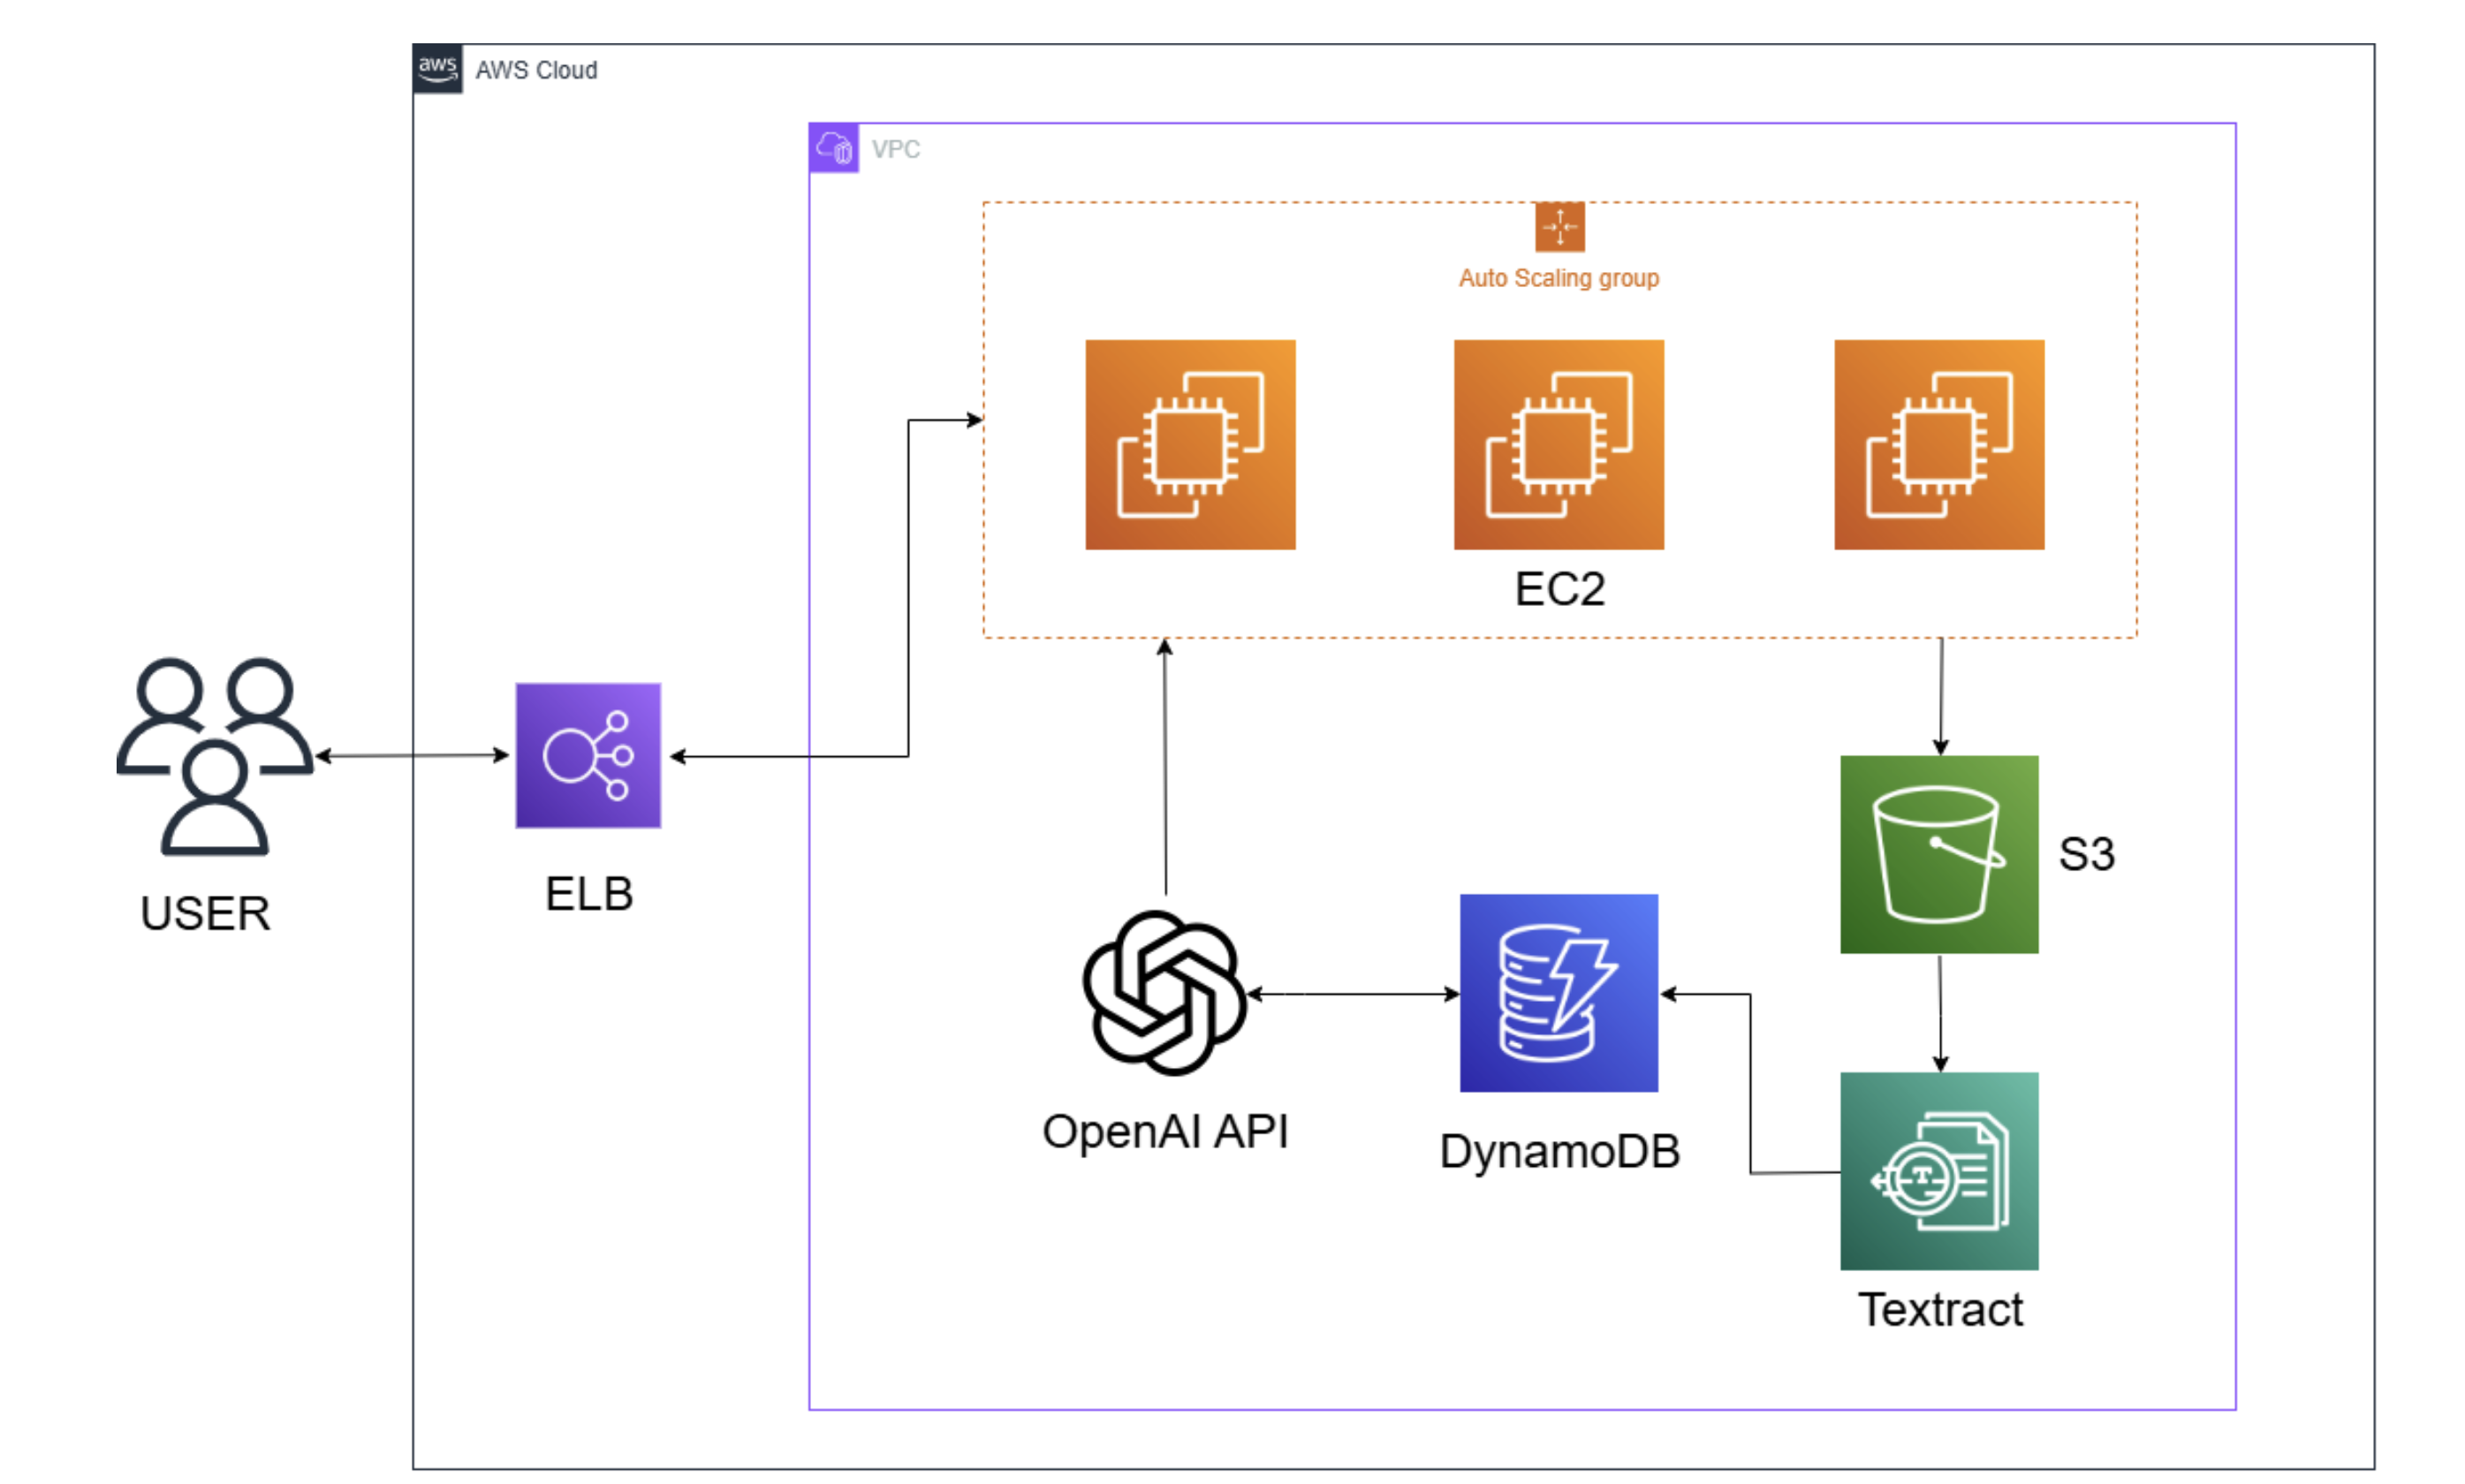 aws
AWS Cloud
VPC
Auto Scaling group
EC2
USER
ELB
S3
OpenAI API
DynamoDB
T
Textract